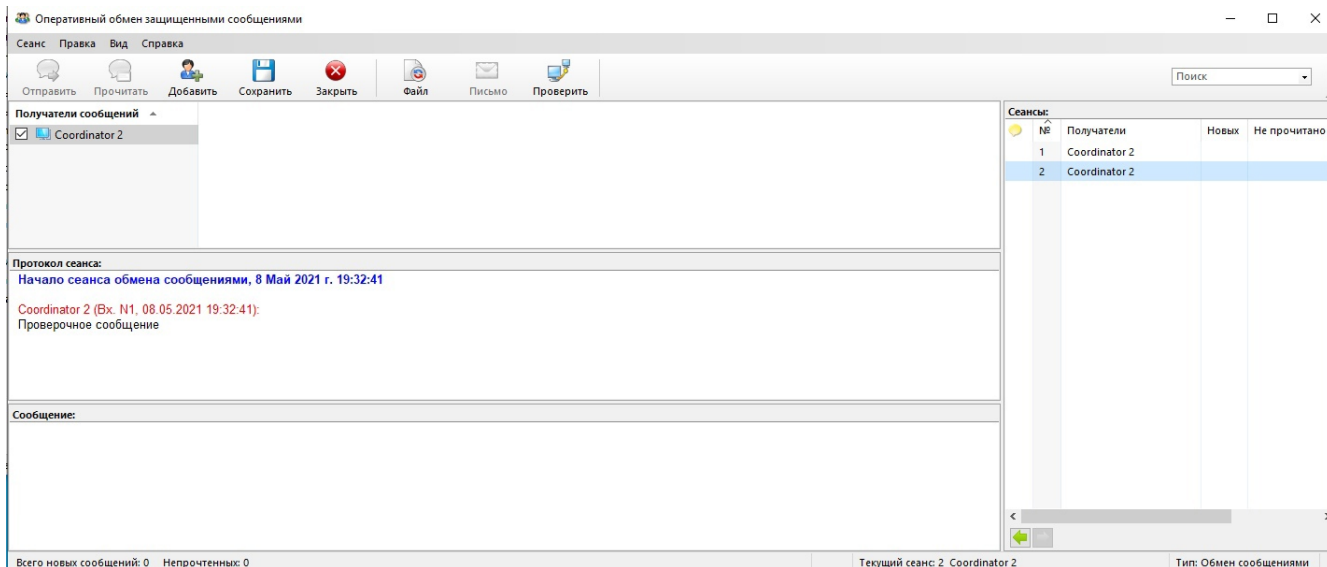 Оперативный обмен защищенными сообщениями
Сеанс Правка Вид Справка
Отправить Прочитать Добавить Сохранить Закрыть Файл Письмо Проверить
Поиск
Получатели сообщений
Coordinator 2
Сеансы:
№ Получатели Новых Не прочитано
1 Coordinator 2
2 Coordinator 2
Протокол сеанса:
Начало сеанса обмена сообщениями, 8 Май 2021 г. 19:32:41
Coordinator 2 (Вх. N1, 08.05.2021 19:32:41):
Проверочное сообщение
Сообщение:
Всего новых сообщений: 0 Непрочтенных: 0
Текущий сеанс: 2 Coordinator 2
Тип: Обмен сообщениями